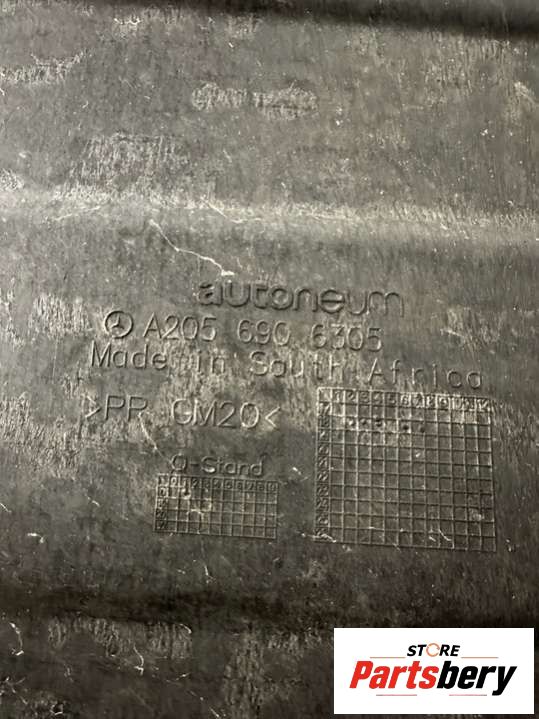 autoneum
A205 690 6305
Made in South Africa
>PP GM20<
Q-Stand
STORE
Partsbery